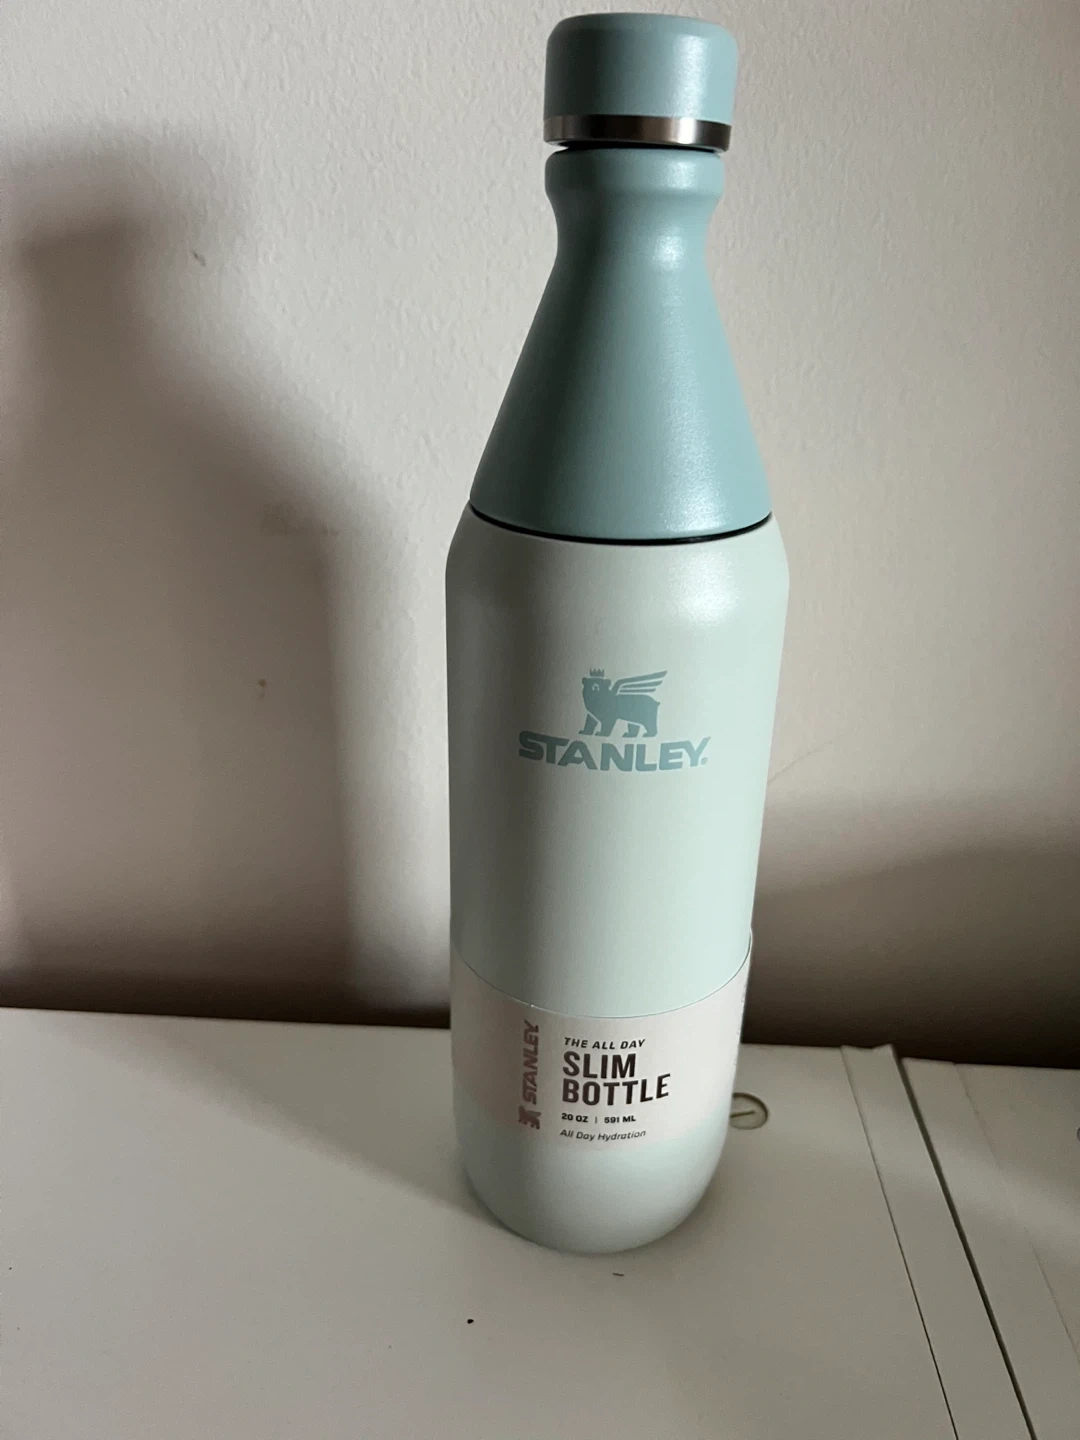 STANLEY®
STANLEY
THE ALL DAY
SLIM
BOTTLE
20 OZ | 591 ML
All Day Hydration